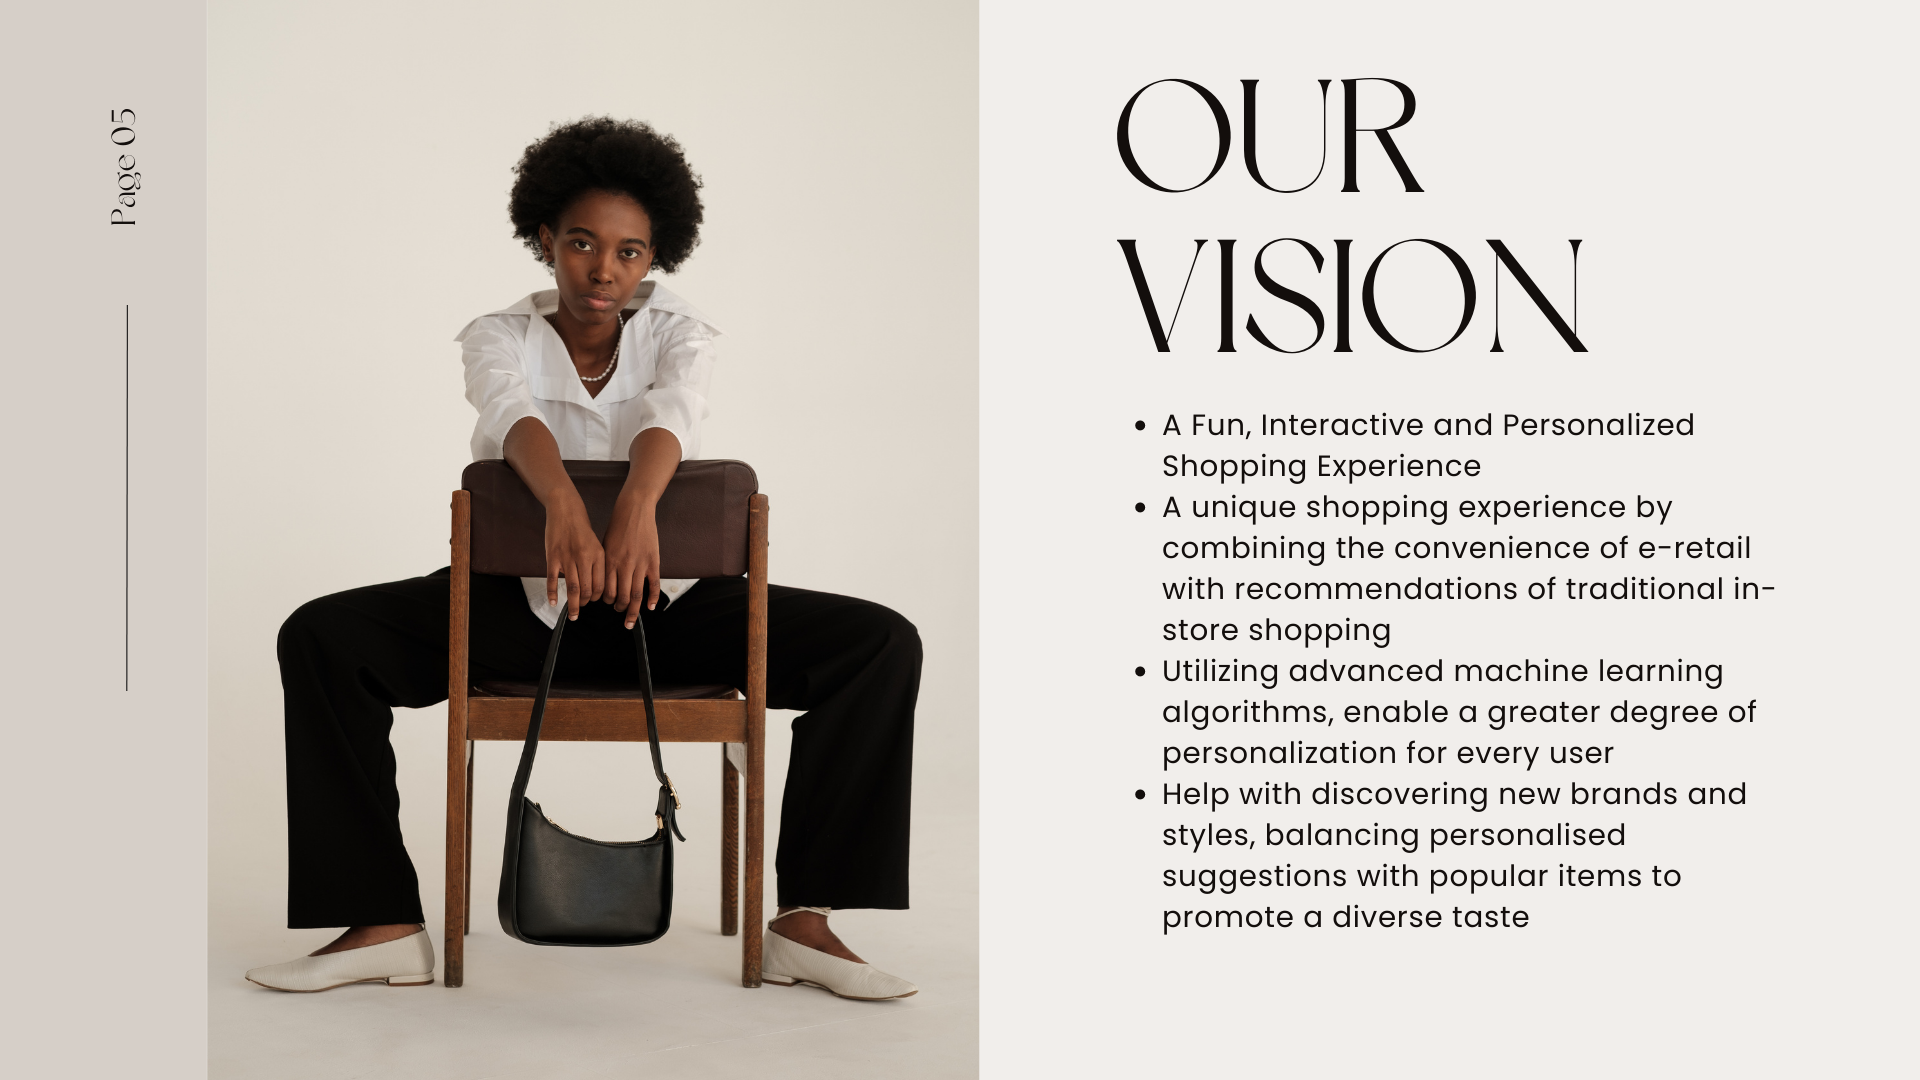 Page 05
OUR
VISION
• A Fun, Interactive and Personalized
Shopping Experience
• A unique shopping experience by
combining the convenience of e-retail
with recommendations of traditional in-
store shopping
• Utilizing advanced machine learning
algorithms, enable a greater degree of
personalization for every user
• Help with discovering new brands and
styles, balancing personalised
suggestions with popular items to
promote a diverse taste